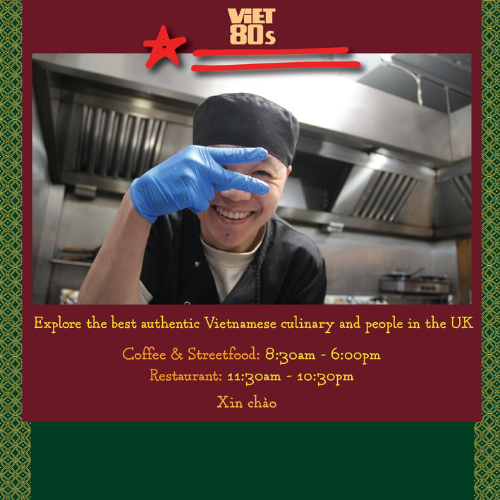 ViET
80s
Explore the best authentic Vietnamese culinary and people in the UK
Coffee & Streetfood: 8:30am - 6:00pm
Restaurant: 11:30am - 10:30pm
Xin chào